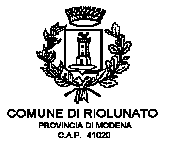 COMUNE DI RIOLUNATO
PROVINCIA DI MODENA
C.A.P. 41020